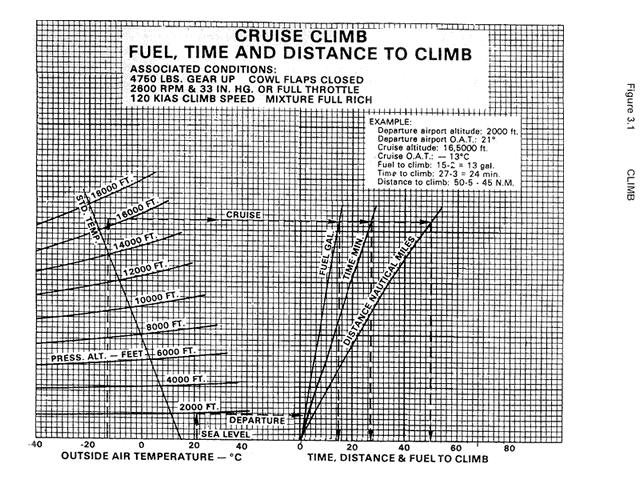 CRUISE CLIMB
FUEL, TIME AND DISTANCE TO CLIMB
ASSOCIATED CONDITIONS:
4750 LBS. GEAR UP COWL FLAPS CLOSED
2600 RPM & 33 IN. HG. OR FULL THROTTLE
120 KIAS CLIMB SPEED MIXTURE FULL RICH
EXAMPLE:
Departure airport altitude: 2000 ft.
Departure airport O.A.T.: 21°
Cruise altitude: 16,5000 ft.
Cruise O.A.T.: — 13°C
Fuel to climb: 15-2 = 13 gal.
Time to climb: 27-3 = 24 min.
Distance to climb: 50-5 - 45 N.M.
Figure 3.1 CLIMB
STD. TEMP.
18000 FT.
16000 FT.
14000 FT.
12000 FT.
10000 FT.
8000 FT.
PRESS. ALT. — FEET 6000 FT.
4000 FT.
2000 FT.
SEA LEVEL
CRUISE
DEPARTURE
FUEL GAL.
TIME MIN.
DISTANCE NAUTICAL MILES
-40 -20 0 20 40 0 20 40 60 80
OUTSIDE AIR TEMPERATURE — °C
TIME, DISTANCE & FUEL TO CLIMB